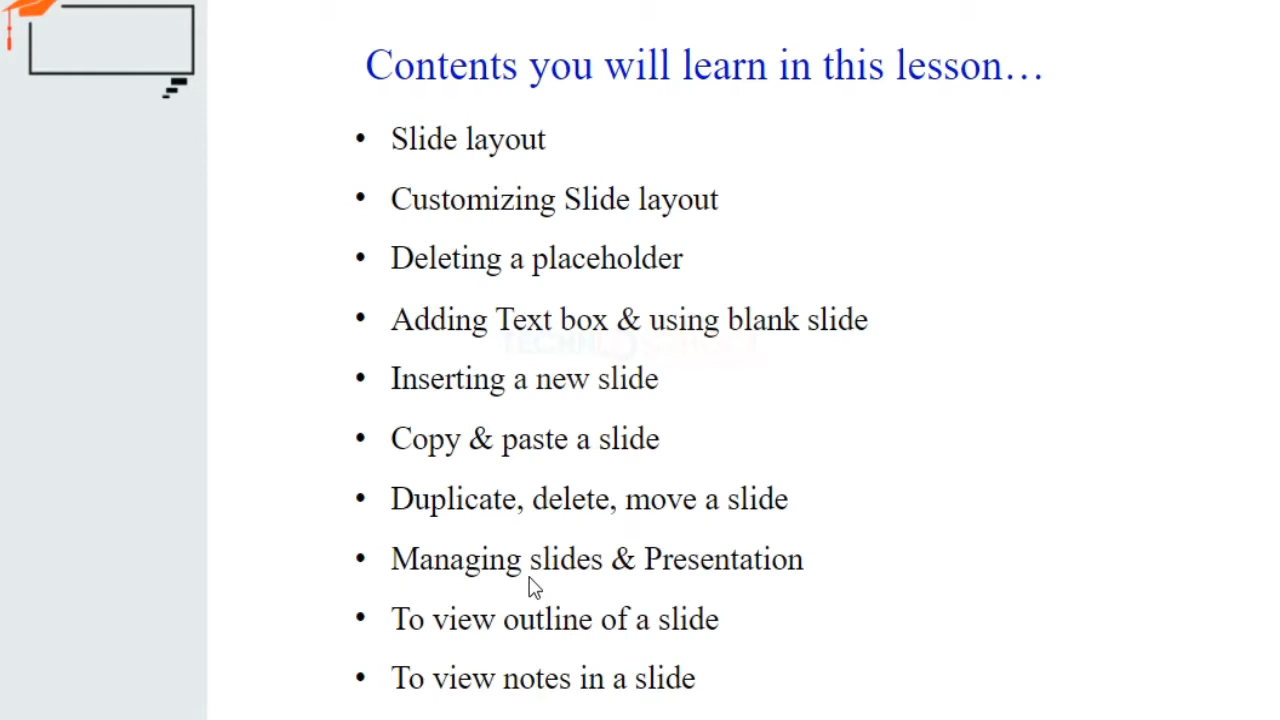 Contents you will learn in this lesson…
• Slide layout
• Customizing Slide layout
• Deleting a placeholder
• Adding Text box & using blank slide
• Inserting a new slide
• Copy & paste a slide
• Duplicate, delete, move a slide
• Managing slides & Presentation
• To view outline of a slide
• To view notes in a slide